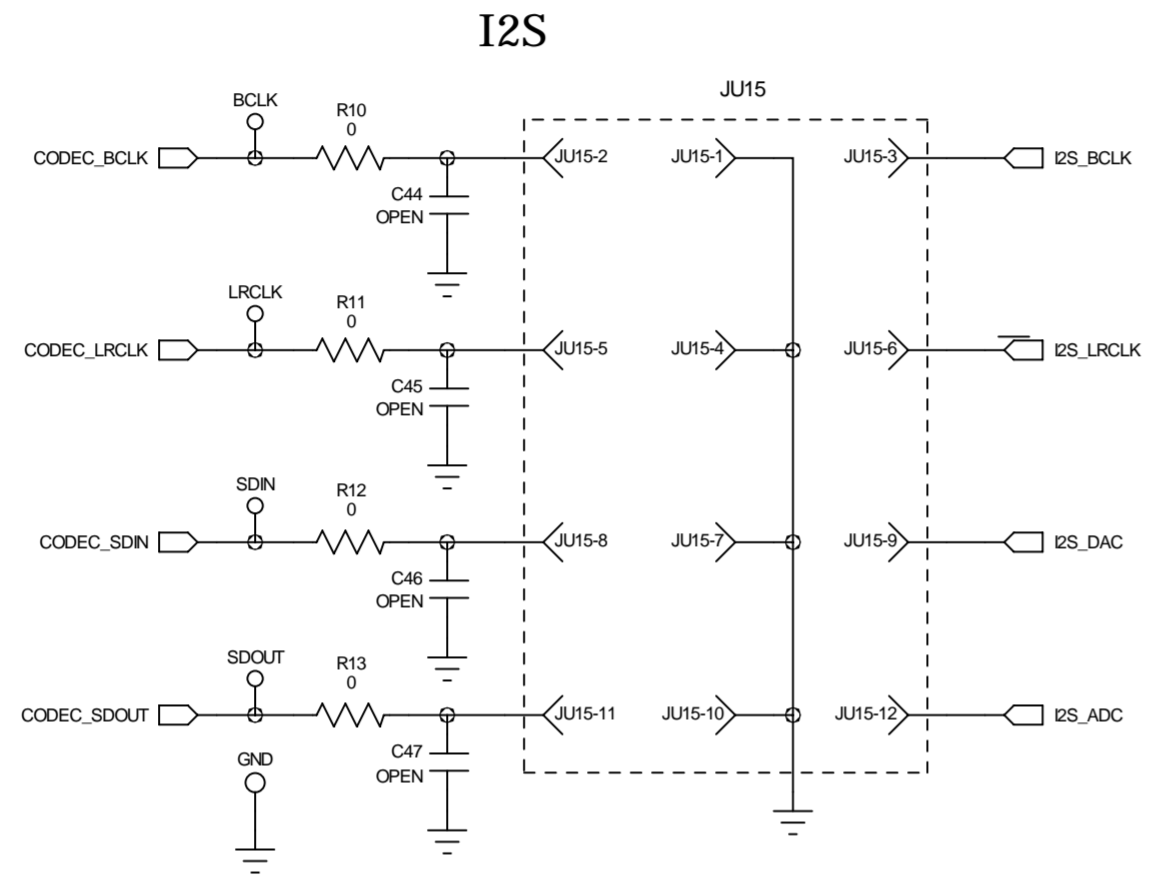 I2S
JU15
BCLK
R10
0
CODEC_BCLK
JU15-2
JU15-1
JU15-3
I2S_BCLK
C44
OPEN
LRCLK
R11
0
CODEC_LRCLK
JU15-5
JU15-4
JU15-6
I2S_LRCLK
C45
OPEN
SDIN
R12
0
CODEC_SDIN
JU15-8
JU15-7
JU15-9
I2S_DAC
C46
OPEN
SDOUT
R13
0
CODEC_SDOUT
JU15-11
JU15-10
JU15-12
I2S_ADC
C47
OPEN
GND